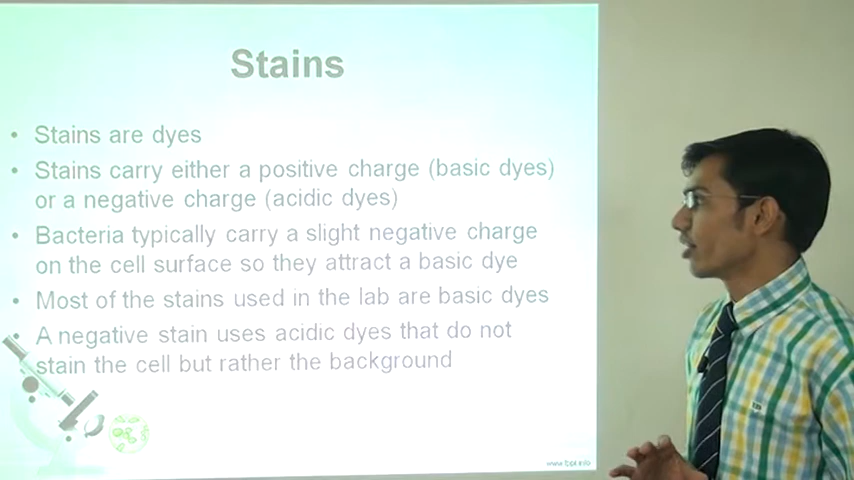 Stains
• Stains are dyes
• Stains carry either a positive charge (basic dyes)
or a negative charge (acidic dyes)
• Bacteria typically carry a slight negative charge
on the cell surface so they attract a basic dye
• Most of the stains used in the lab are basic dyes
• A negative stain uses acidic dyes that do not
stain the cell but rather the background